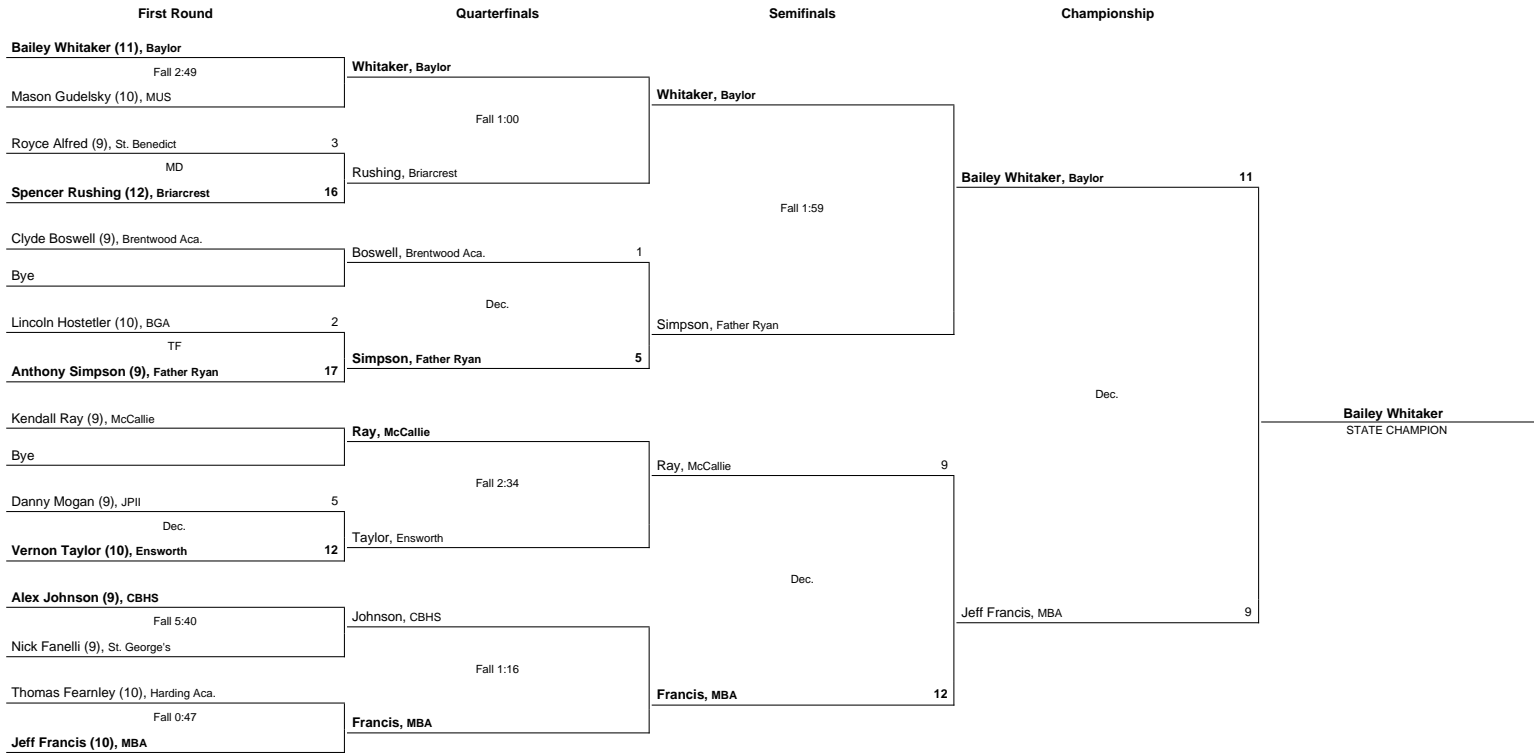 First Round Quarterfinals Semifinals Championship
Bailey Whitaker (11), Baylor
Fall 2:49
Mason Gudelsky (10), MUS
Royce Alfred (9), St. Benedict 3
MD
Spencer Rushing (12), Briarcrest 16
Clyde Boswell (9), Brentwood Aca.
Bye
Lincoln Hostetler (10), BGA 2
TF
Anthony Simpson (9), Father Ryan 17
Kendall Ray (9), McCallie
Bye
Danny Mogan (9), JPII 5
Dec.
Vernon Taylor (10), Ensworth 12
Alex Johnson (9), CBHS
Fall 5:40
Nick Fanelli (9), St. George's
Thomas Fearnley (10), Harding Aca.
Fall 0:47
Jeff Francis (10), MBA
Whitaker, Baylor
Fall 1:00
Rushing, Briarcrest
Boswell, Brentwood Aca. 1
Dec.
Simpson, Father Ryan 5
Ray, McCallie
Fall 2:34
Taylor, Ensworth
Johnson, CBHS
Fall 1:16
Francis, MBA
Whitaker, Baylor
Fall 1:59
Simpson, Father Ryan
Ray, McCallie 9
Dec.
Francis, MBA 12
Bailey Whitaker, Baylor 11
Dec.
Jeff Francis, MBA 9
Bailey Whitaker
STATE CHAMPION